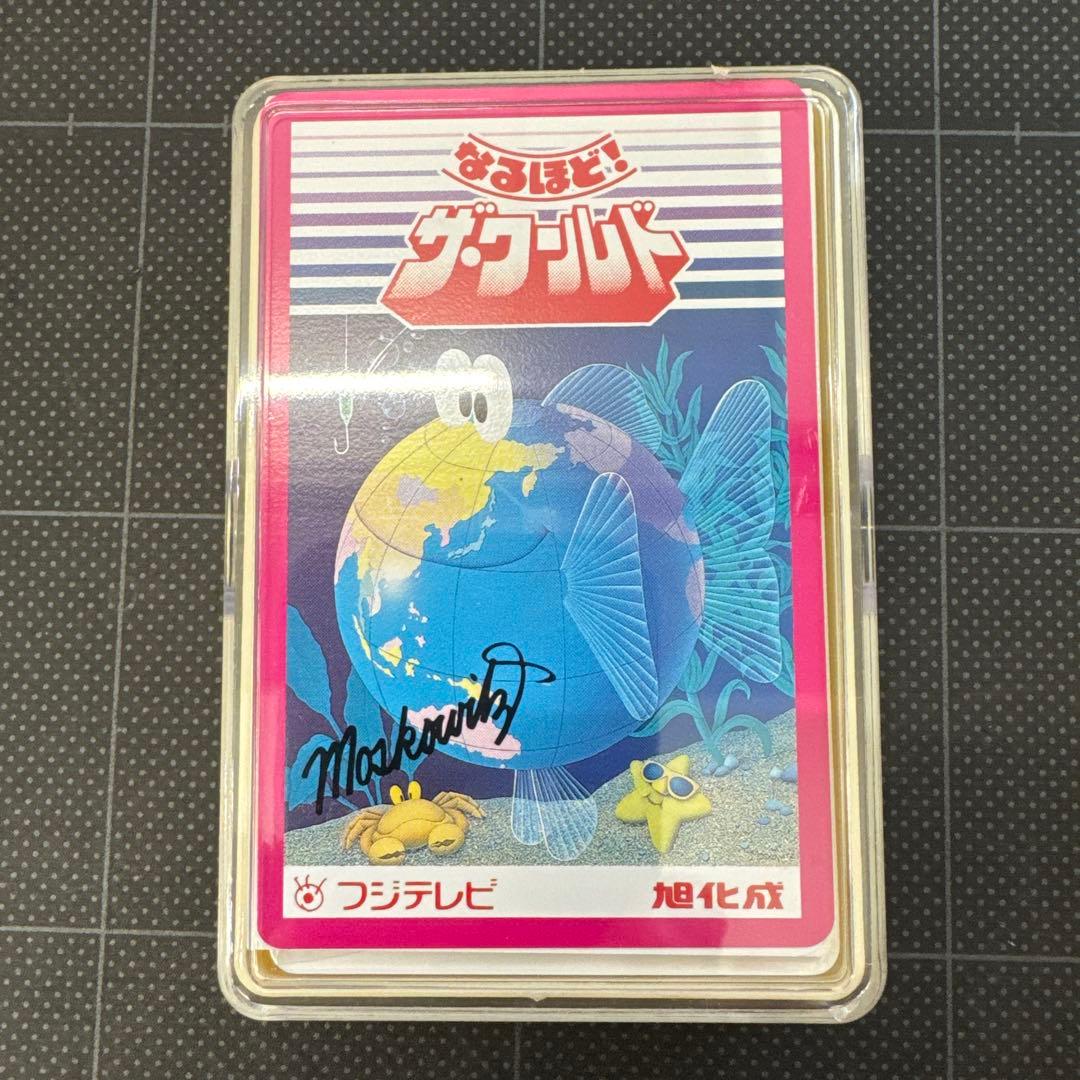 なるほど!
ザ・ワールド
Moskowitz
フジテレビ
旭化成